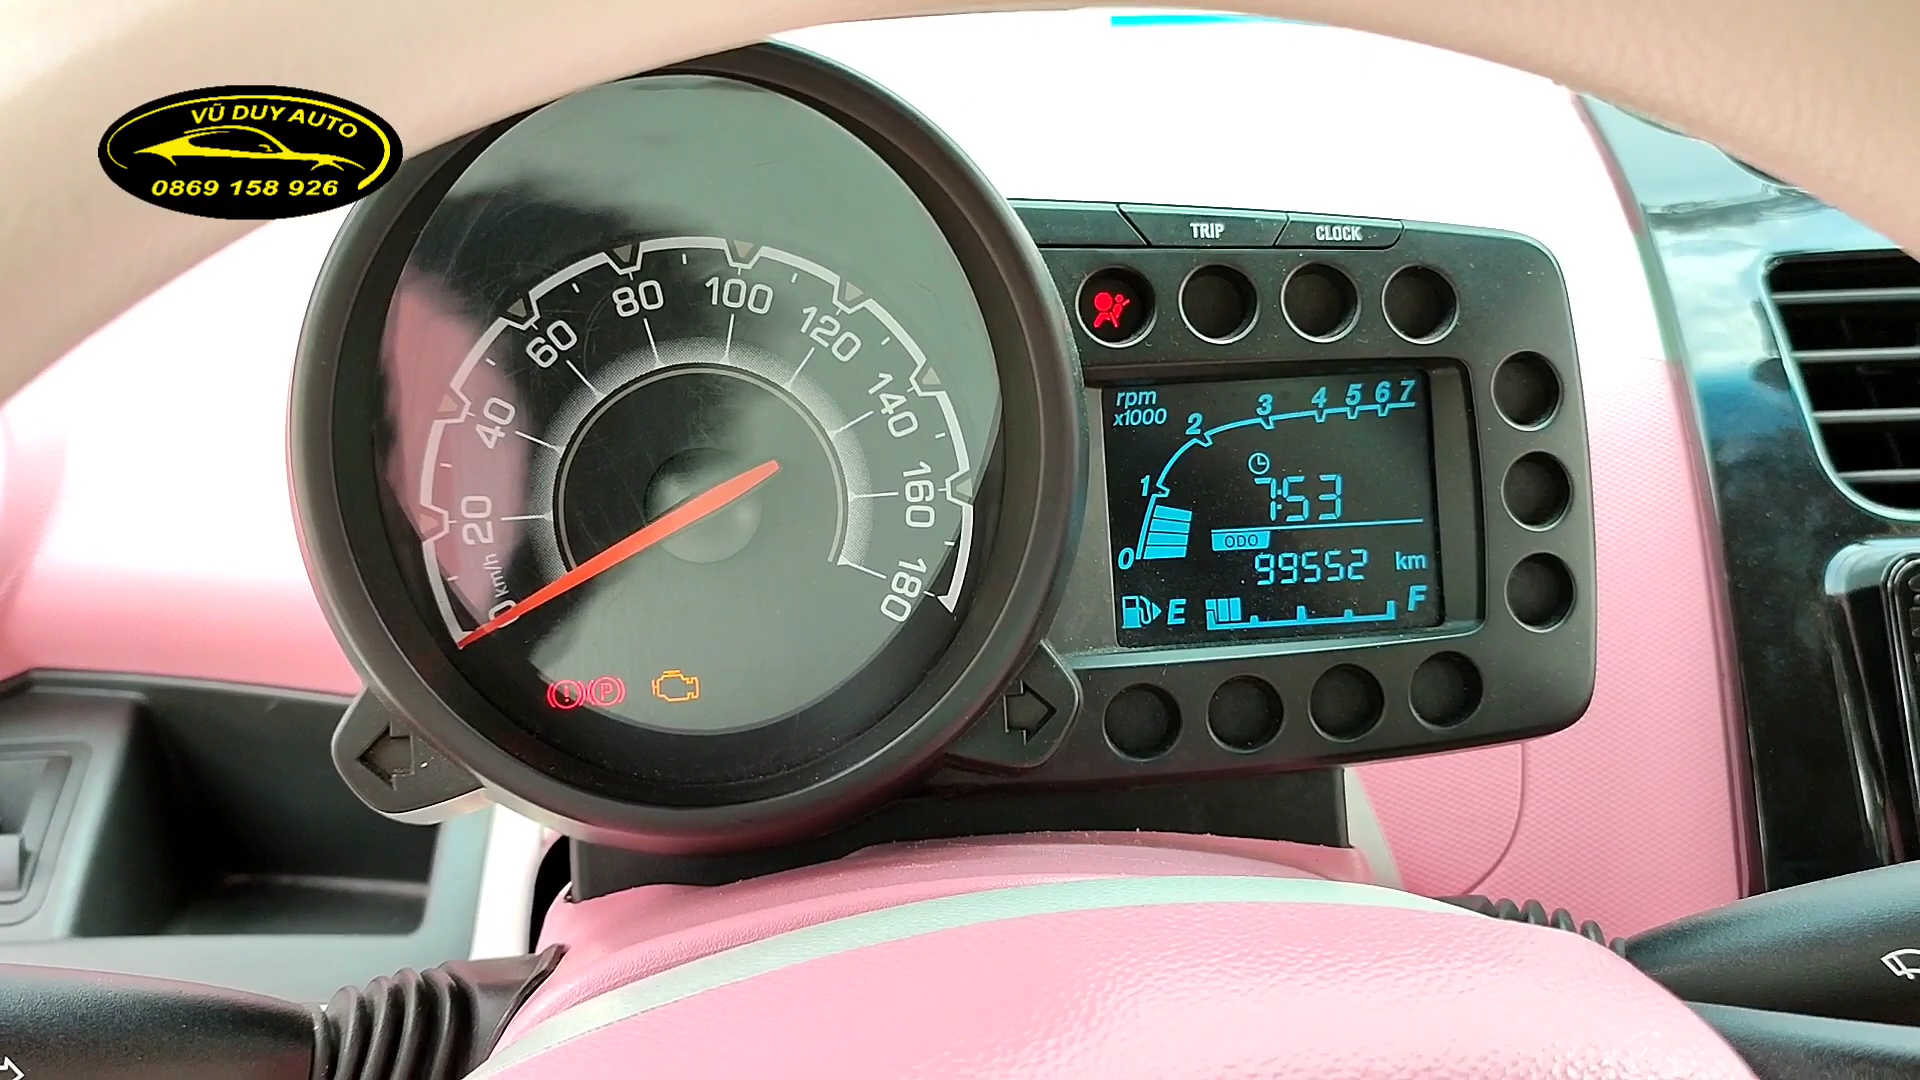 VŨ DUY AUTO
0869 158 926
TRIP CLOCK
0 km/h 20 40 60 80 100 120 140 160 180
rpm
x1000
0 1 2 3 4 5 6 7
7:53
ODO
99552 km
E F
P